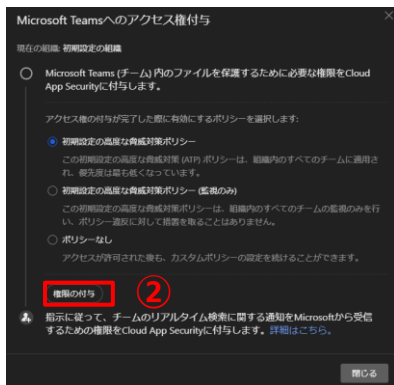 Microsoft Teamsへのアクセス権付与
現在の組織: 初期設定の組織
Microsoft Teams (チーム) 内のファイルを保護するために必要な権限をCloud
App Securityに付与します。
アクセス権の付与が完了した際に有効にするポリシーを選択します:
初期設定の高度な脅威対策ポリシー
この初期設定の高度な脅威対策 (ATP) ポリシーは、組織内のすべてのチームに適用さ
れ、優先度は最も低くなっています。
初期設定の高度な脅威対策ポリシー (監視のみ)
この初期設定の高度な脅威対策ポリシーは、組織内のすべてのチームの監視のみを行
い、ポリシー違反に対して措置を取ることはありません。
ポリシーなし
アクセスが許可された後も、カスタムポリシーの設定を続けることができます。
権限の付与
②
指示に従って、チームのリアルタイム検索に関する通知をMicrosoftから受信
するための権限をCloud App Securityに付与します。詳細はこちら。
閉じる